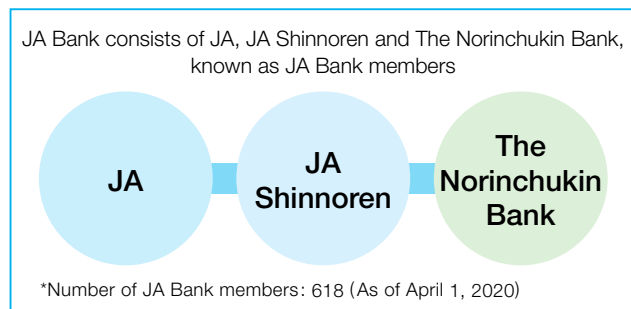 JA Bank consists of JA, JA Shinnoren and The Norinchukin Bank,
known as JA Bank members
JA
JA
Shinnoren
The
Norinchukin
Bank
*Number of JA Bank members: 618 (As of April 1, 2020)